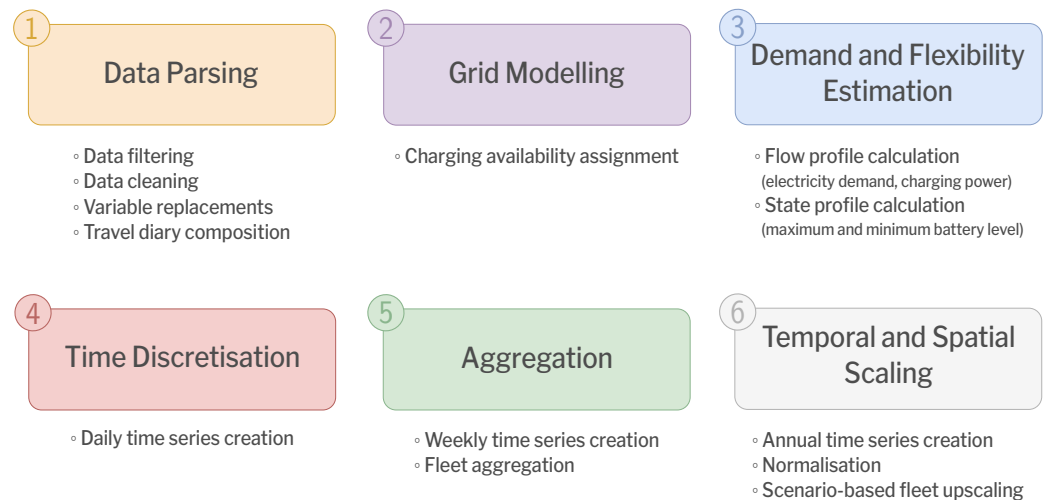 1
Data Parsing
◦ Data filtering
◦ Data cleaning
◦ Variable replacements
◦ Travel diary composition
2
Grid Modelling
◦ Charging availability assignment
3
Demand and Flexibility
Estimation
◦ Flow profile calculation
(electricity demand, charging power)
◦ State profile calculation
(maximum and minimum battery level)
4
Time Discretisation
◦ Daily time series creation
5
Aggregation
◦ Weekly time series creation
◦ Fleet aggregation
6
Temporal and Spatial
Scaling
◦ Annual time series creation
◦ Normalisation
◦ Scenario-based fleet upscaling